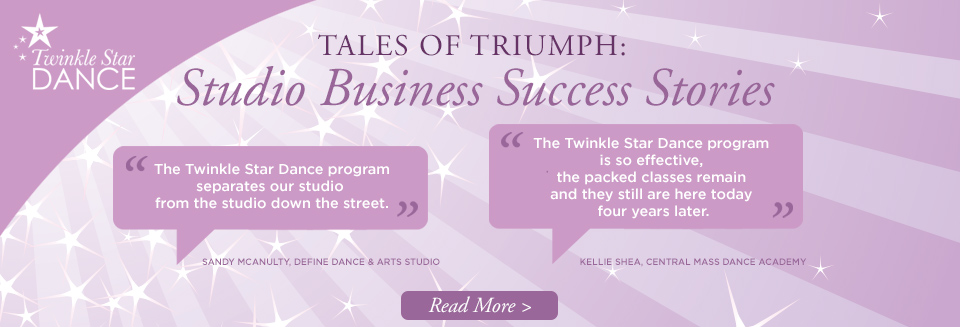 Twinkle Star
DANCE
TALES OF TRIUMPH:
Studio Business Success Stories
“ The Twinkle Star Dance program
separates our studio
from the studio down the street. ”
SANDY MCANULTY, DEFINE DANCE & ARTS STUDIO
“ The Twinkle Star Dance program
is so effective,
the packed classes remain
and they still are here today
four years later. ”
KELLIE SHEA, CENTRAL MASS DANCE ACADEMY
Read More >